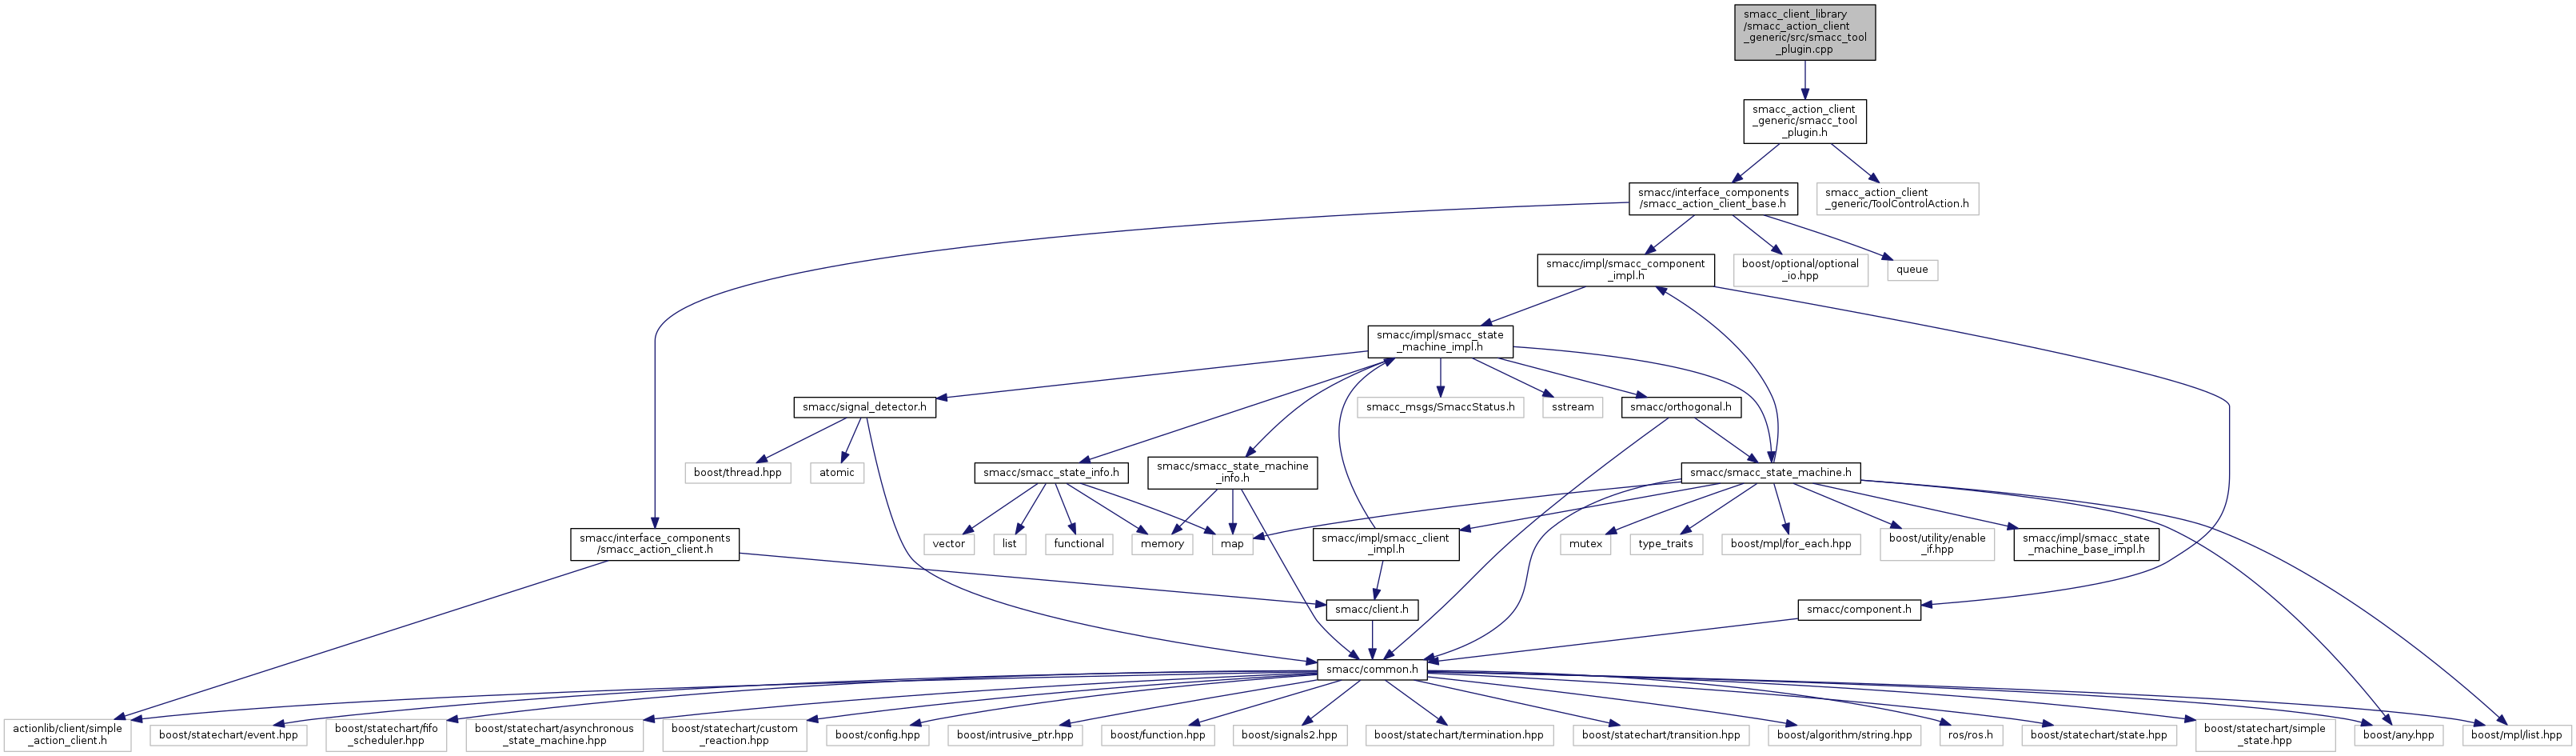 smacc_client_library
/smacc_action_client
_generic/src/smacc_tool
_plugin.cpp
smacc_action_client
_generic/smacc_tool
_plugin.h
smacc/interface_components
/smacc_action_client_base.h
smacc_action_client
_generic/ToolControlAction.h
smacc/impl/smacc_component
_impl.h
boost/optional/optional
_io.hpp
queue
smacc/impl/smacc_state
_machine_impl.h
smacc/signal_detector.h
smacc_msgs/SmaccStatus.h
sstream
smacc/orthogonal.h
boost/thread.hpp
atomic
smacc/smacc_state_info.h
smacc/smacc_state_machine
_info.h
smacc/smacc_state_machine.h
smacc/interface_components
/smacc_action_client.h
vector
list
functional
memory
map
smacc/impl/smacc_client
_impl.h
mutex
type_traits
boost/mpl/for_each.hpp
boost/utility/enable
_if.hpp
smacc/impl/smacc_state
_machine_base_impl.h
smacc/client.h
smacc/component.h
smacc/common.h
actionlib/client/simple
_action_client.h
boost/statechart/event.hpp
boost/statechart/fifo
_scheduler.hpp
boost/statechart/asynchronous
_state_machine.hpp
boost/statechart/custom
_reaction.hpp
boost/config.hpp
boost/intrusive_ptr.hpp
boost/function.hpp
boost/signals2.hpp
boost/statechart/termination.hpp
boost/statechart/transition.hpp
boost/algorithm/string.hpp
ros/ros.h
boost/statechart/state.hpp
boost/statechart/simple
_state.hpp
boost/any.hpp
boost/mpl/list.hpp